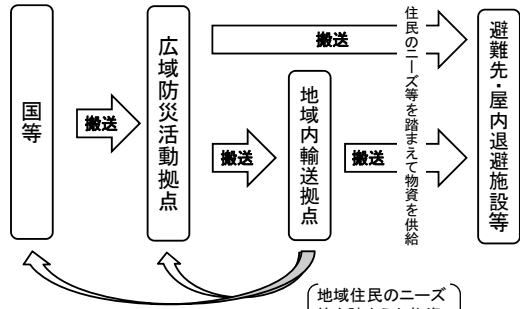 国等
搬送
広域防災活動拠点
搬送
搬送
地域内輸送拠点
搬送
住民のニーズ等を踏まえて物資を供給
避難先・屋内退避施設等
地域住民のニーズ